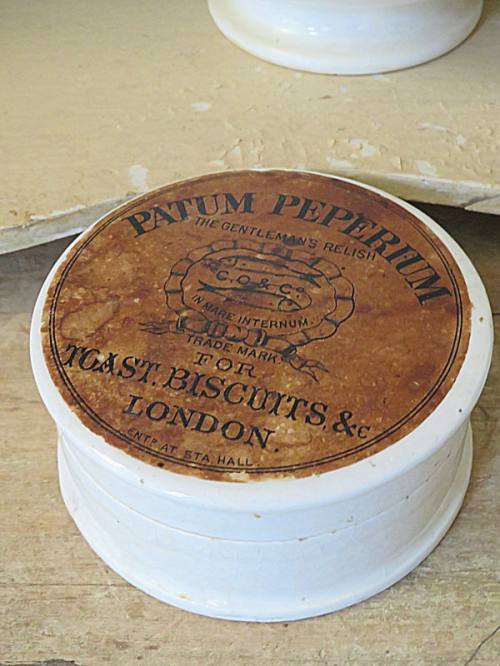 PATUM PEPERIUM
THE GENTLEMAN'S RELISH
C.O & Co
IN MARE INTERNUM.
TRADE MARK.
FOR
TOAST, BISCUITS, &c
LONDON.
ENTD AT STA. HALL.